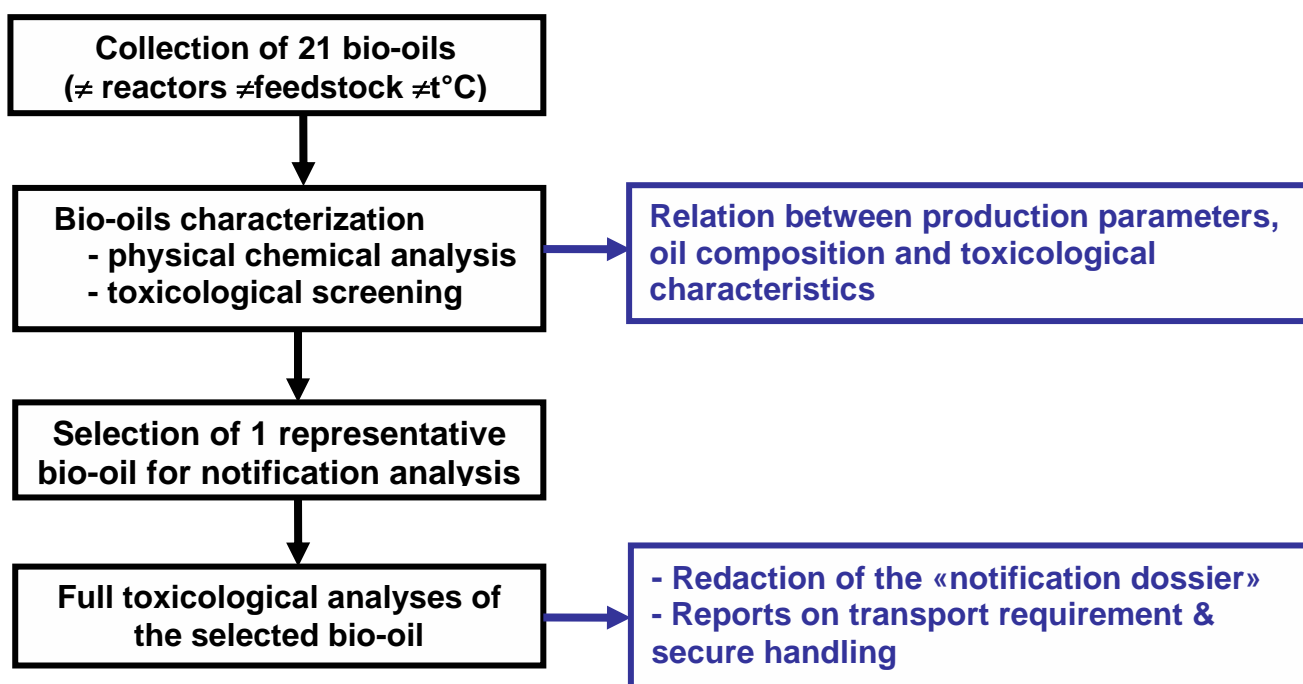 Collection of 21 bio-oils
(≠ reactors ≠feedstock ≠t°C)
Bio-oils characterization
- physical chemical analysis
- toxicological screening
Relation between production parameters,
oil composition and toxicological
characteristics
Selection of 1 representative
bio-oil for notification analysis
Full toxicological analyses of
the selected bio-oil
- Redaction of the «notification dossier»
- Reports on transport requirement &
secure handling